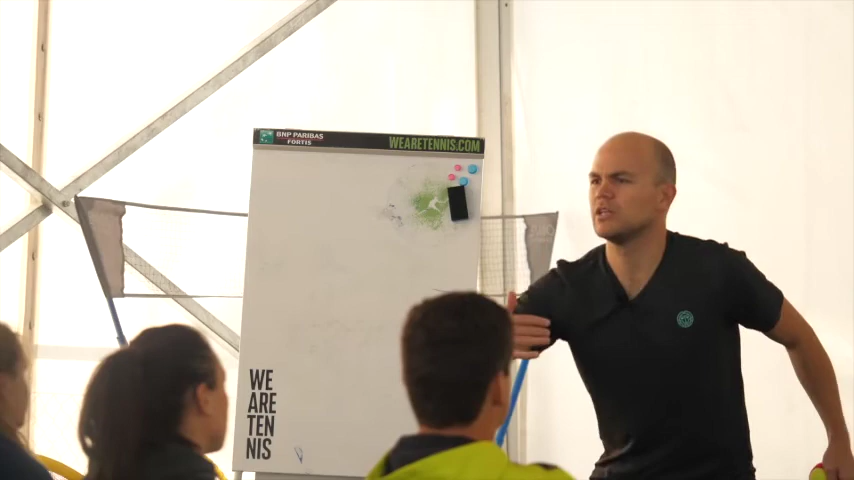 BNP PARIBAS
FORTIS
WEARETENNIS.COM
WE
ARE
TEN
NIS